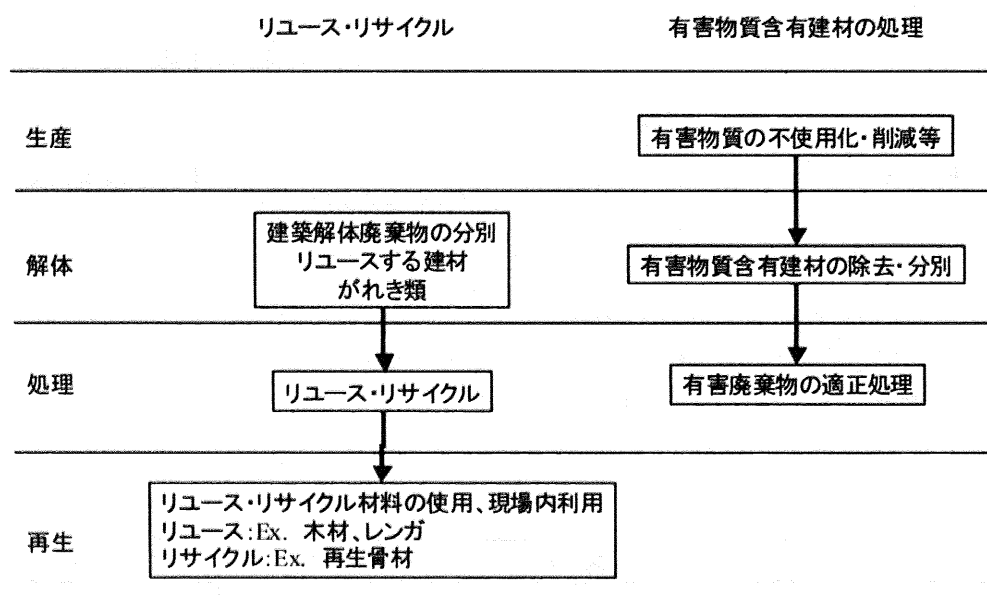 リユース・リサイクル 有害物質含有建材の処理
生産
有害物質の不使用化・削減等
解体
建築解体廃棄物の分別
リユースする建材
がれき類
有害物質含有建材の除去・分別
処理
リユース・リサイクル
有害廃棄物の適正処理
再生
リユース・リサイクル材料の使用、現場内利用
リユース:Ex. 木材、レンガ
リサイクル:Ex. 再生骨材